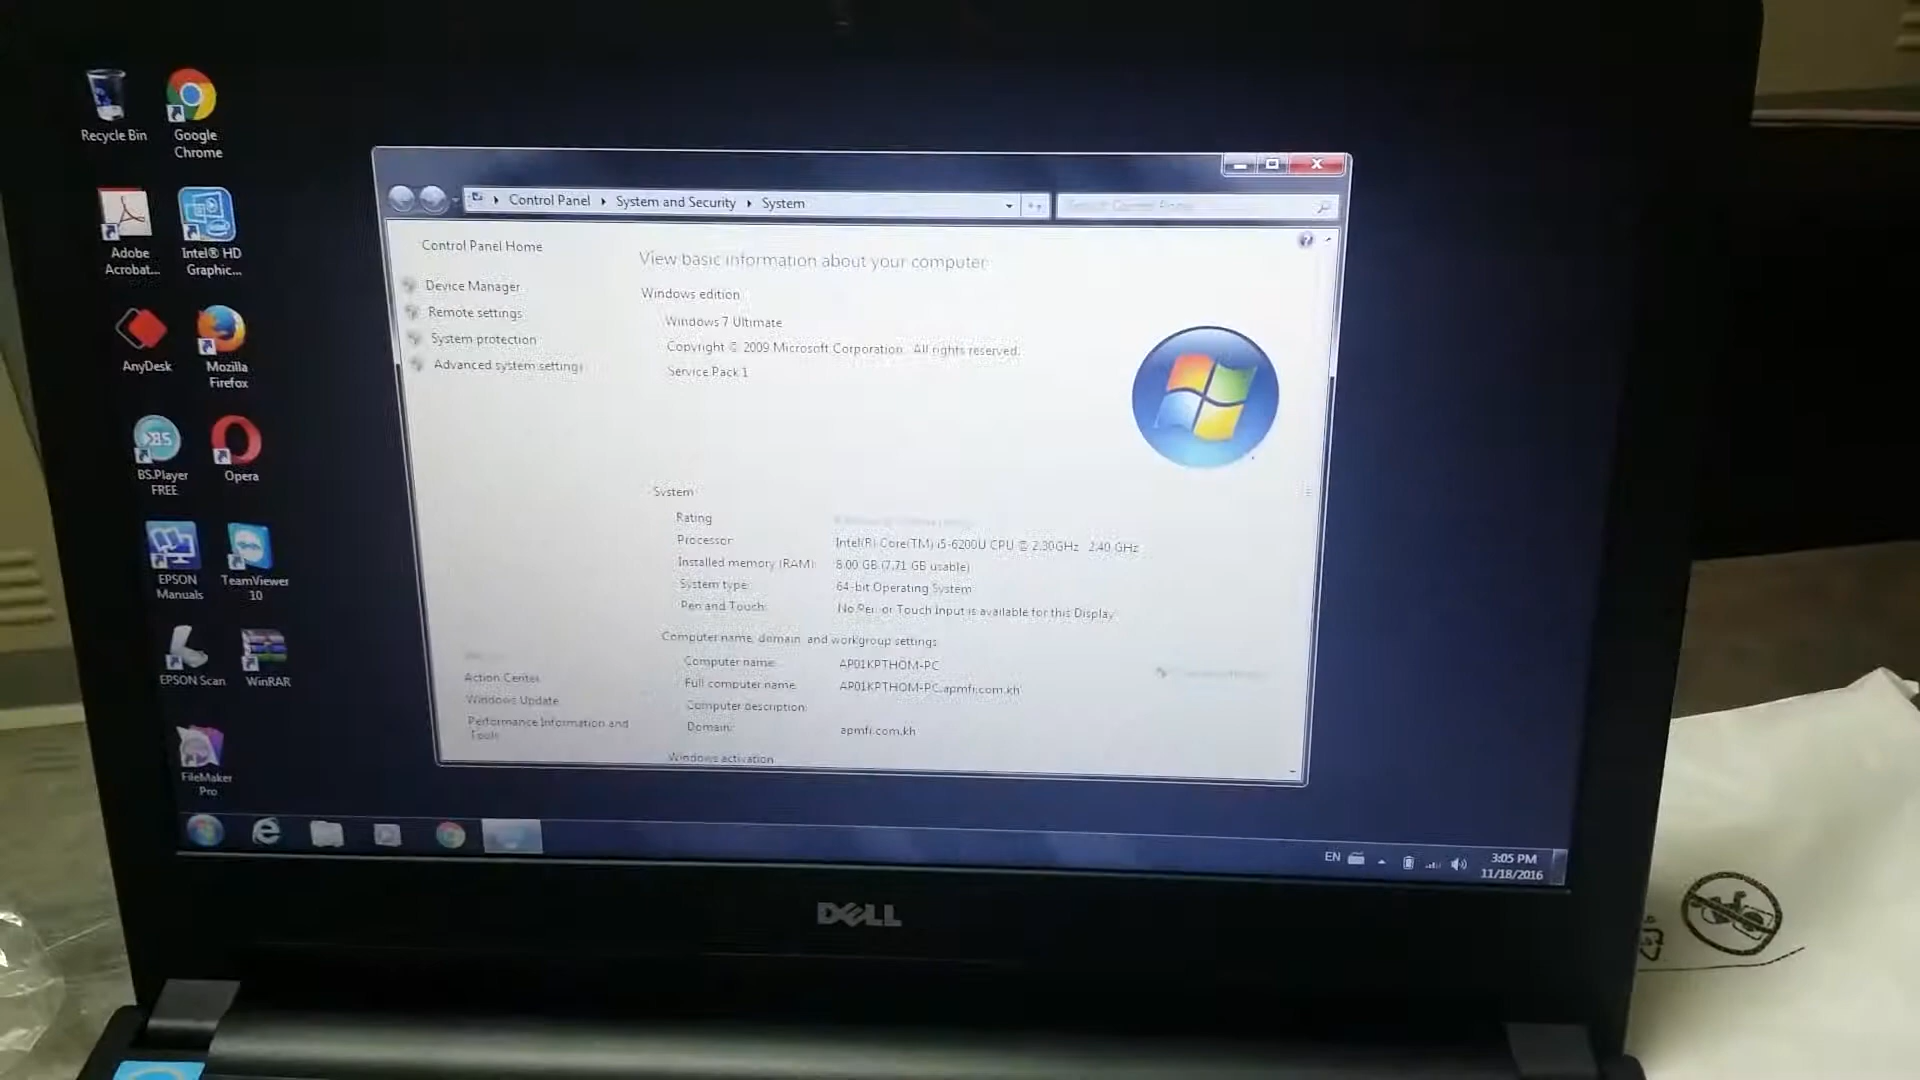 Recycle Bin
Google
Chrome
Adobe
Acrobat...
Intel® HD
Graphic...
AnyDesk
Mozilla
Firefox
BS.Player
FREE
Opera
EPSON
Manuals
TeamViewer
10
EPSON Scan
WinRAR
FileMaker
Pro
Control Panel ▸ System and Security ▸ System
Control Panel Home
Device Manager
Remote settings
System protection
Advanced system settings
View basic information about your computer
Windows edition
Windows 7 Ultimate
Copyright © 2009 Microsoft Corporation. All rights reserved.
Service Pack 1
System
Rating:
Processor: Intel(R) Core(TM) i5-6200U CPU @ 2.30GHz 2.40 GHz
Installed memory (RAM): 8.00 GB (7.71 GB usable)
System type: 64-bit Operating System
Pen and Touch: No Pen or Touch Input is available for this Display
Computer name, domain, and workgroup settings
Computer name: AP01KPTHOM-PC
Full computer name: AP01KPTHOM-PC.apmfi.com.kh
Computer description:
Domain: apmfi.com.kh
Windows activation
Action Center
Windows Update
Performance Information and
Tools
EN
3:05 PM
11/18/2016
DELL